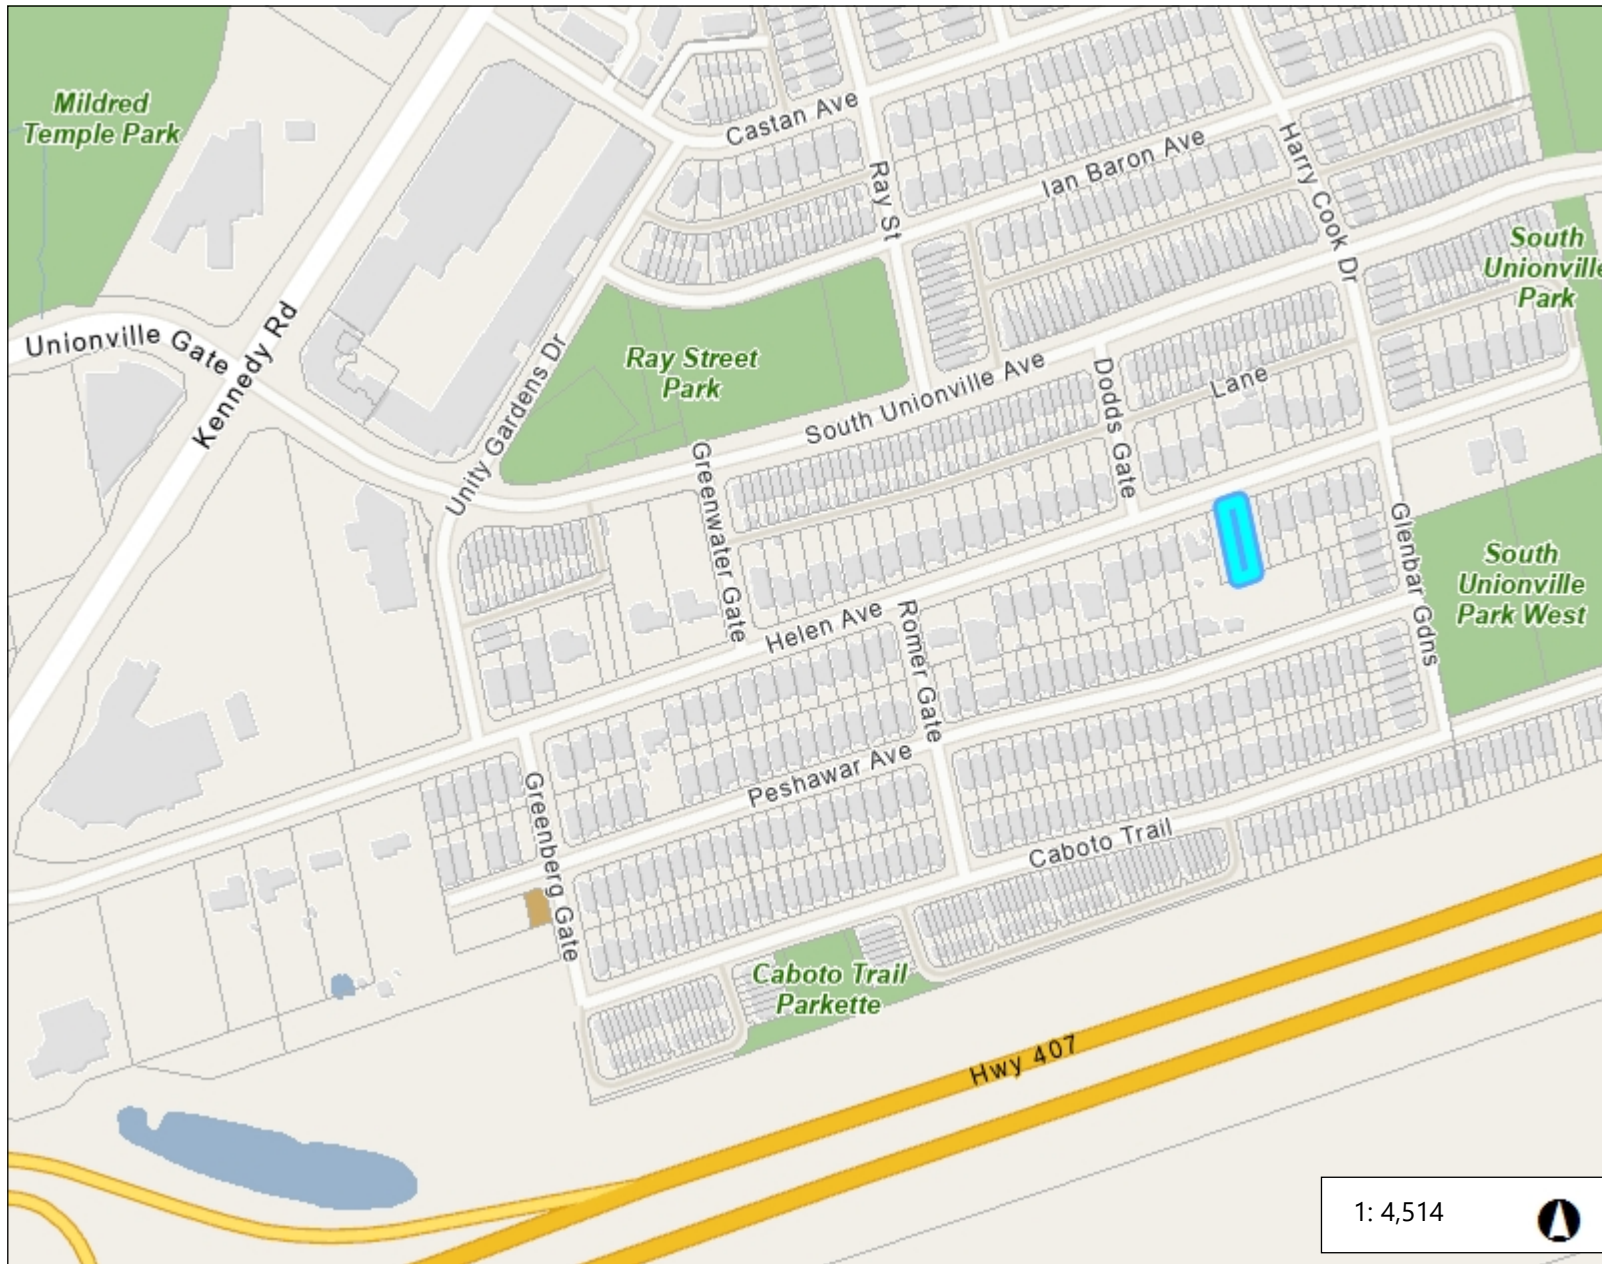 Mildred
Temple Park
Castan Ave
Ray St
Ian Baron Ave
Harry Cook Dr
South
Unionville
Park
Unionville Gate
Kennedy Rd
Unity Gardens Dr
Ray Street
Park
South Unionville Ave
Dodds Gate
Lane
Greenwater Gate
Glenbar Gdns
South
Unionville
Park West
Helen Ave
Romer Gate
Peshawar Ave
Greenberg Gate
Caboto Trail
Caboto Trail
Parkette
Hwy 407
1: 4,514